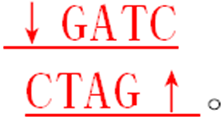 ↓ GATC
CTAG ↑ 。